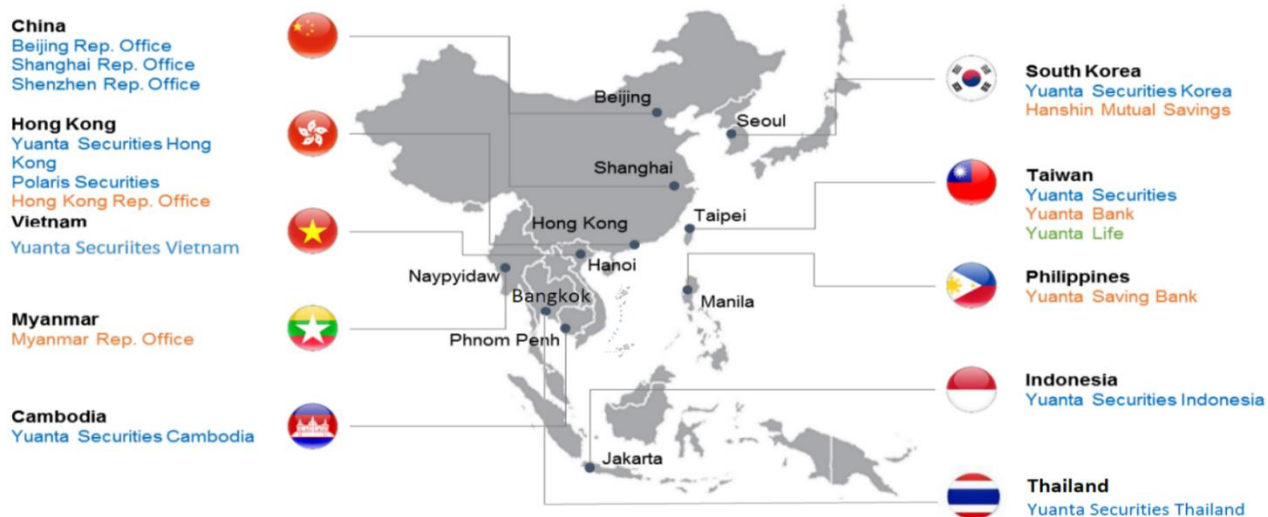 China
Beijing Rep. Office
Shanghai Rep. Office
Shenzhen Rep. Office
Hong Kong
Yuanta Securities Hong
Kong
Polaris Securities
Hong Kong Rep. Office
Vietnam
Yuanta Securiites Vietnam
Myanmar
Myanmar Rep. Office
Cambodia
Yuanta Securities Cambodia
Beijing
Seoul
Shanghai
Taipei
Hong Kong
Hanoi
Naypyidaw
Bangkok
Manila
Phnom Penh
Jakarta
South Korea
Yuanta Securities Korea
Hanshin Mutual Savings
Taiwan
Yuanta Securities
Yuanta Bank
Yuanta Life
Philippines
Yuanta Saving Bank
Indonesia
Yuanta Securities Indonesia
Thailand
Yuanta Securities Thailand